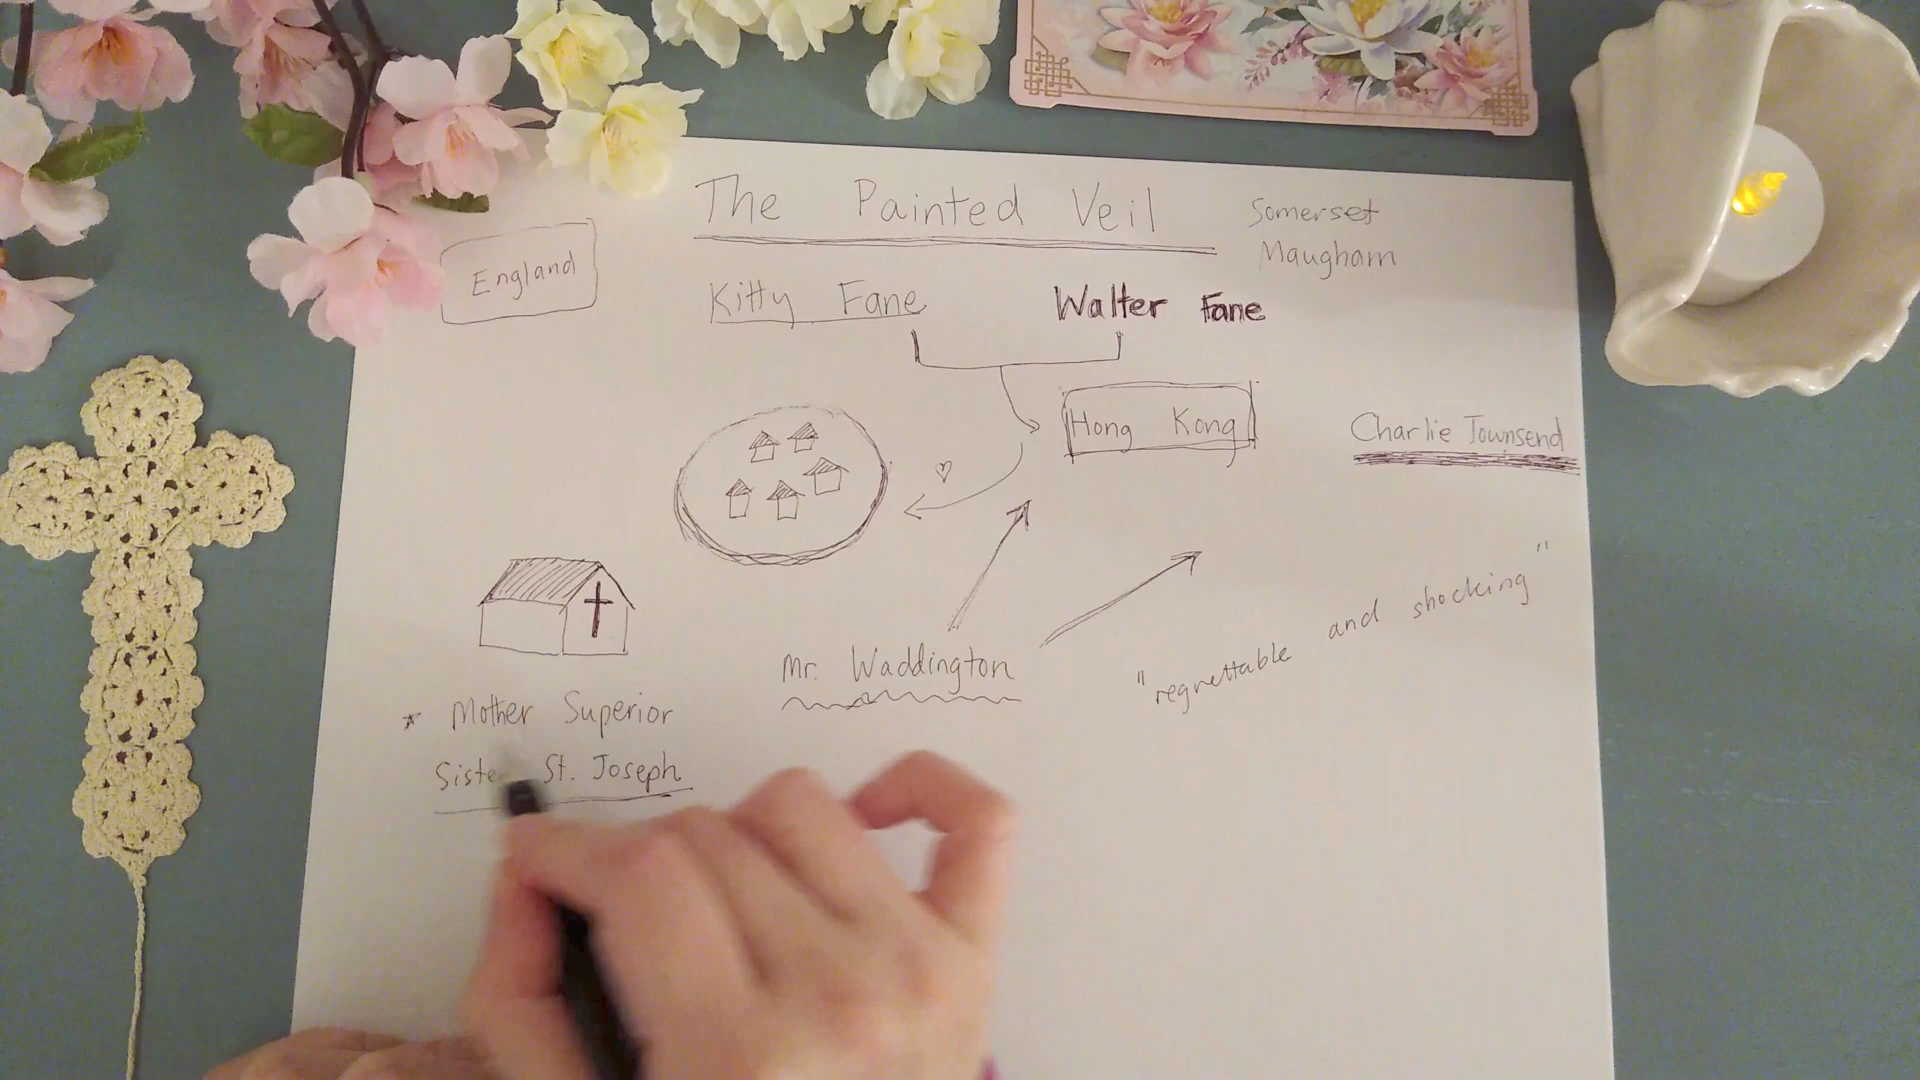 The Painted Veil
Somerset
Maugham
England
Kitty Fane
Walter Fane
Hong Kong
Charlie Townsend
"regrettable and shocking"
Mr. Waddington
* Mother Superior
Sister St. Joseph